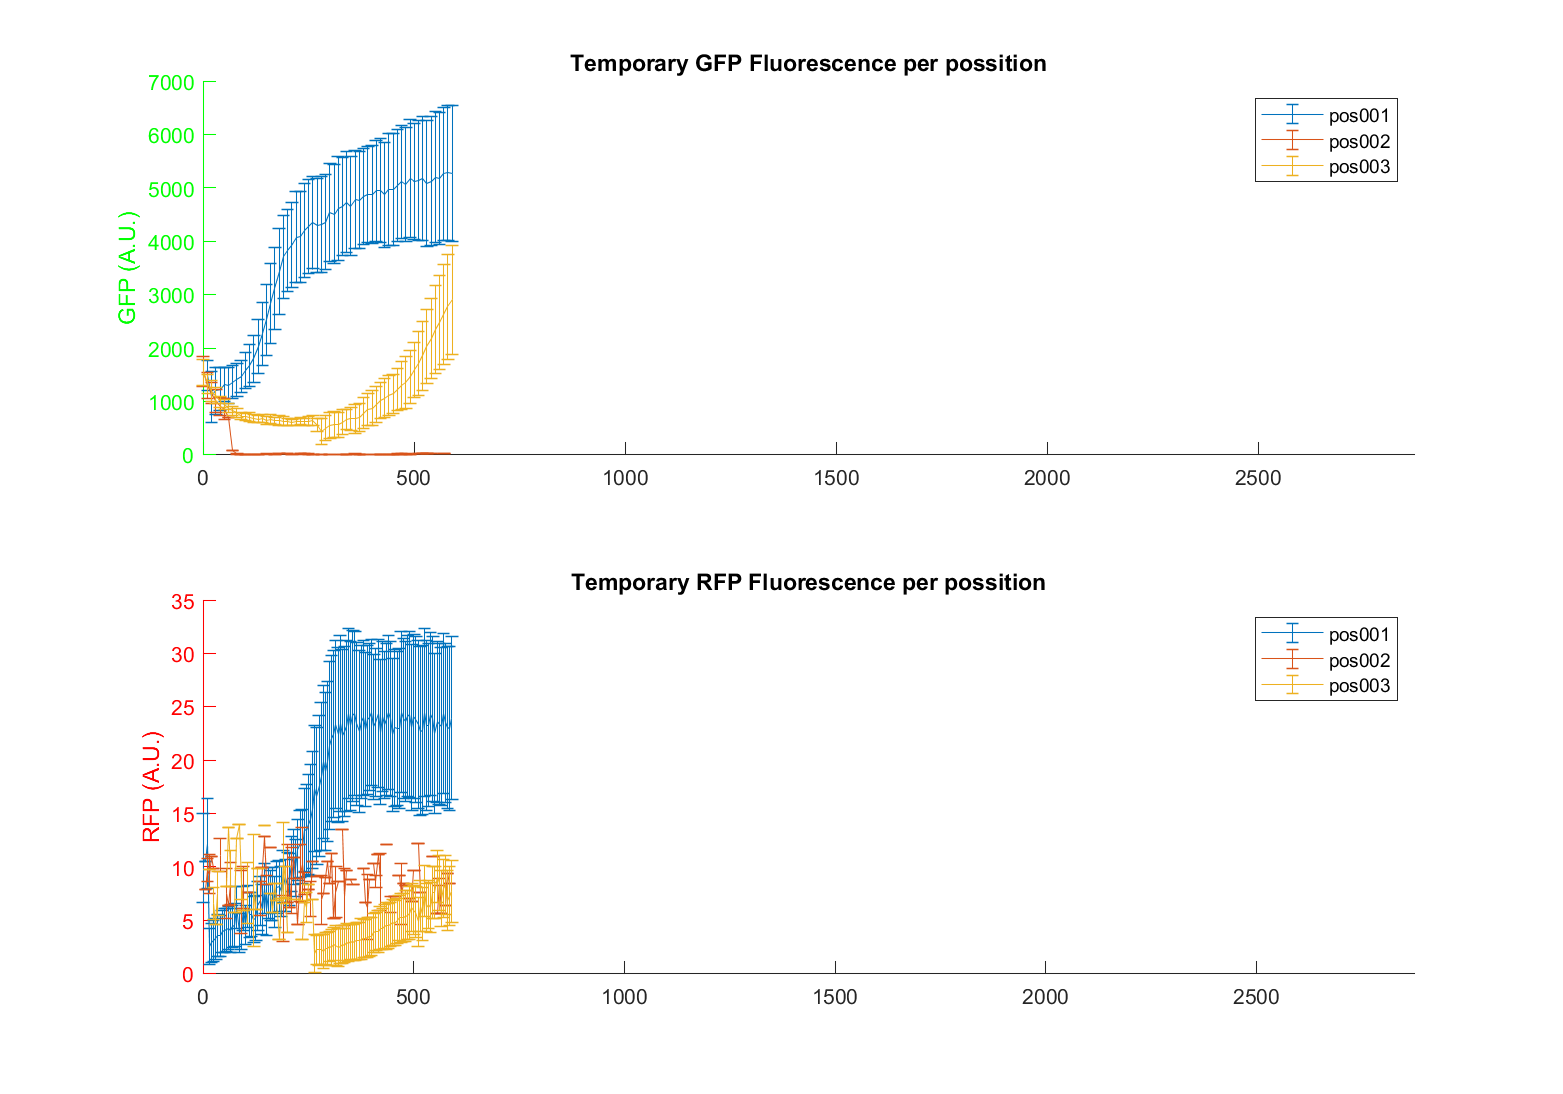 Temporary GFP Fluorescence per possition
7000
6000
5000
4000
3000
2000
1000
0
GFP (A.U.)
pos001
pos002
pos003
0 500 1000 1500 2000 2500
Temporary RFP Fluorescence per possition
35
30
25
20
15
10
5
0
RFP (A.U.)
pos001
pos002
pos003
0 500 1000 1500 2000 2500